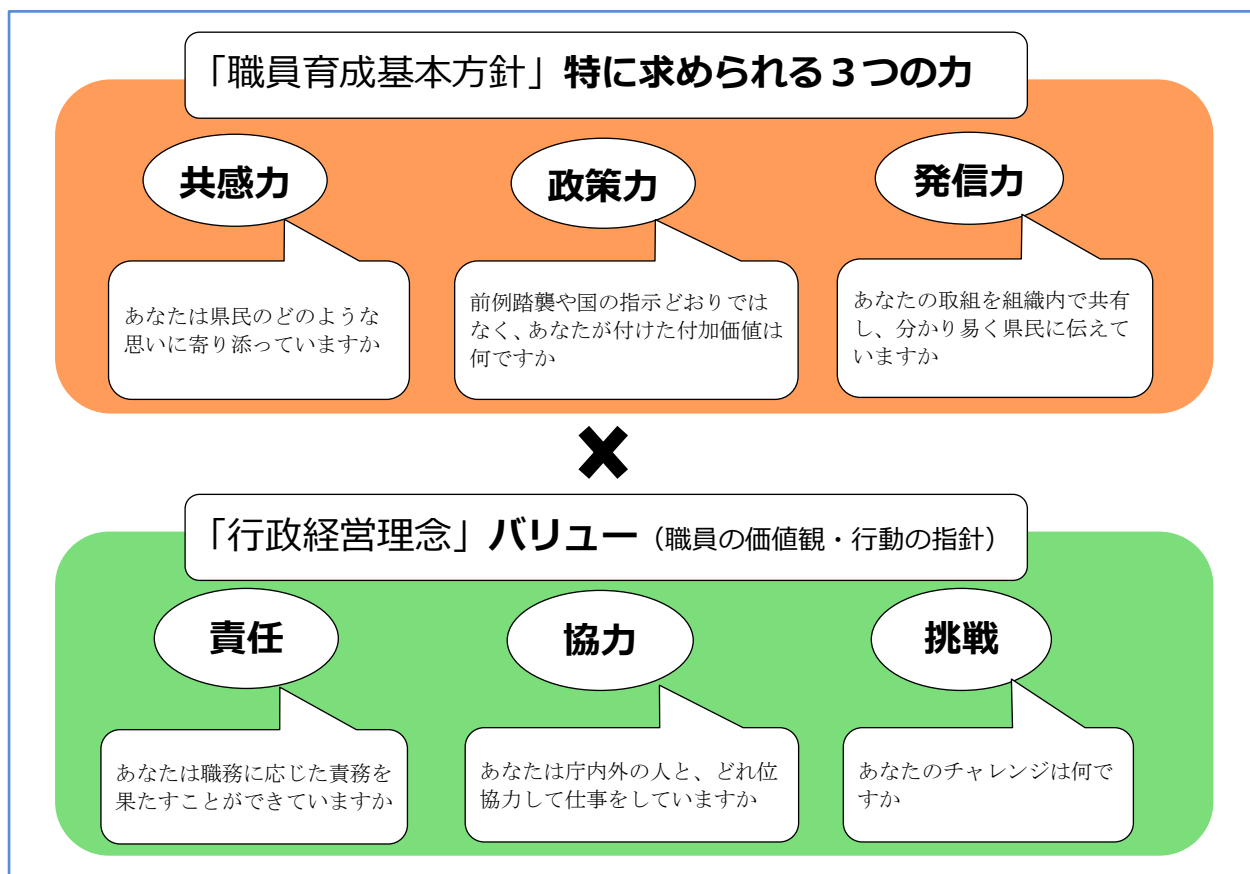 「職員育成基本方針」特に求められる３つの力
共感力
政策力
発信力
あなたは県民のどのような
思いに寄り添っていますか
前例踏襲や国の指示どおりでは
なく、あなたが付けた付加価値は
何ですか
あなたの取組を組織内で共有
し、分かり易く県民に伝えて
いますか
×
「行政経営理念」バリュー（職員の価値観・行動の指針）
責任
協力
挑戦
あなたは職務に応じた責務を
果たすことができていますか
あなたは庁内外の人と、どれ位
協力して仕事をしていますか
あなたのチャレンジは何で
すか